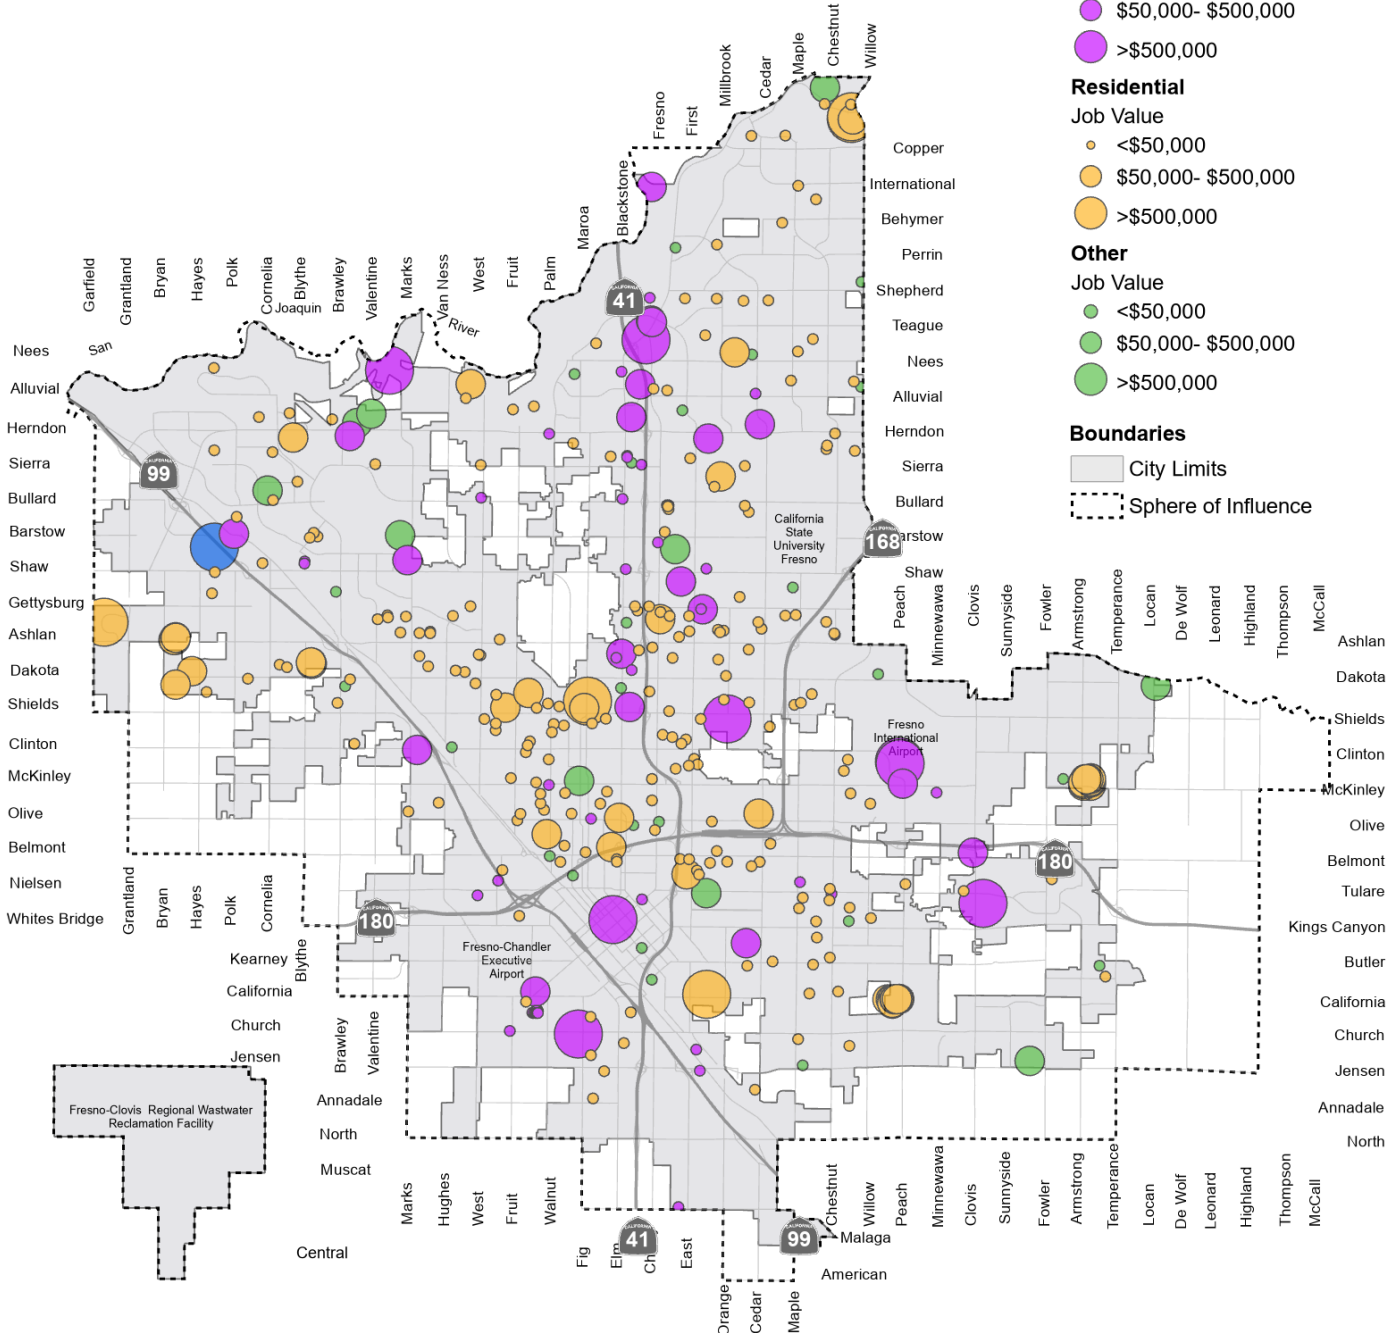 $50,000- $500,000
>$500,000
Residential
Job Value
<$50,000
$50,000- $500,000
>$500,000
Other
Job Value
<$50,000
$50,000- $500,000
>$500,000
Boundaries
City Limits
Sphere of Influence
Garfield
Grantland
Bryan
Hayes
Polk
Cornelia
Blythe
Brawley
Valentine
Marks
Van Ness
West
Fruit
Palm
Maroa
Blackstone
Fresno
First
Millbrook
Cedar
Maple
Chestnut
Willow
San
Joaquin
River
Nees
Alluvial
Herndon
Sierra
Bullard
Barstow
Shaw
Gettysburg
Ashlan
Dakota
Shields
Clinton
McKinley
Olive
Belmont
Nielsen
Whites Bridge
Copper
International
Behymer
Perrin
Shepherd
Teague
Nees
Alluvial
Herndon
Sierra
Bullard
arstow
Shaw
CALIFORNIA
99
CALIFORNIA
41
CALIFORNIA
168
California
State
University
Fresno
Peach
Minnewawa
Clovis
Sunnyside
Fowler
Armstrong
Temperance
Locan
De Wolf
Leonard
Highland
Thompson
McCall
Ashlan
Dakota
Shields
Clinton
McKinley
Olive
Belmont
Tulare
Kings Canyon
Butler
California
Church
Jensen
Annadale
North
Fresno
International
Airport
CALIFORNIA
180
CALIFORNIA
180
Grantland
Bryan
Hayes
Polk
Cornelia
Blythe
Kearney
California
Church
Jensen
Brawley
Valentine
Annadale
North
Muscat
Central
Fresno-Chandler
Executive
Airport
Fresno-Clovis Regional Wastwater
Reclamation Facility
Marks
Hughes
West
Fruit
Walnut
Fig
Elm
East
Orange
Cedar
Maple
CALIFORNIA
41
CALIFORNIA
99
Malaga
American
Chestnut
Willow
Peach
Minnewawa
Clovis
Sunnyside
Fowler
Armstrong
Temperance
Locan
De Wolf
Leonard
Highland
Thompson
McCall